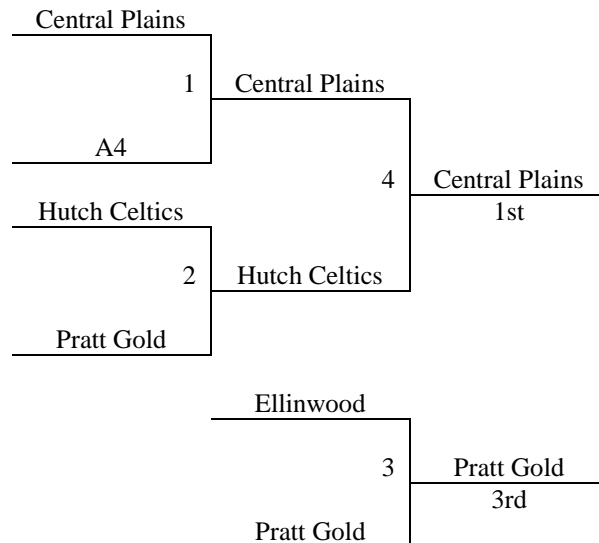 Central Plains
1
Central Plains
A4
4
Central Plains
1st
Hutch Celtics
2
Hutch Celtics
Pratt Gold
Ellinwood
3
Pratt Gold
3rd
Pratt Gold